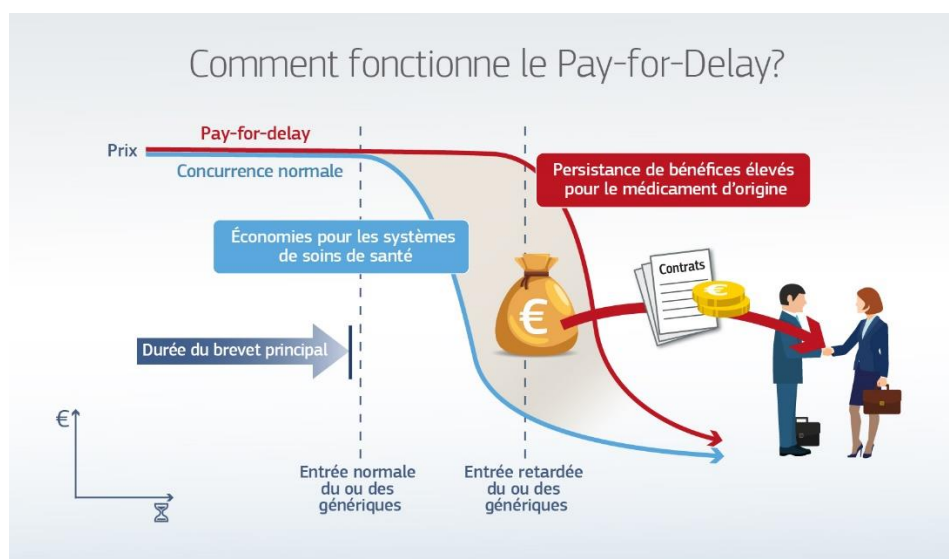 Comment fonctionne le Pay-for-Delay?
Pay-for-delay
Prix
Concurrence normale
Persistance de bénéfices élevés
pour le médicament d'origine
Économies pour les systèmes
de soins de santé
Contrats
€
€
Durée du brevet principal
€
Entrée normale
du ou des
génériques
Entrée retardée
du ou des
génériques